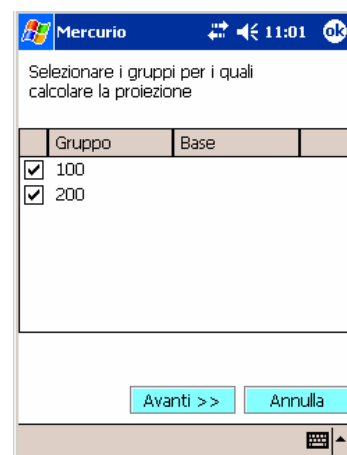 Mercurio 11:01 ok
Selezionare i gruppi per i quali
calcolare la proiezione
Gruppo Base
100
200
Avanti >> Annulla